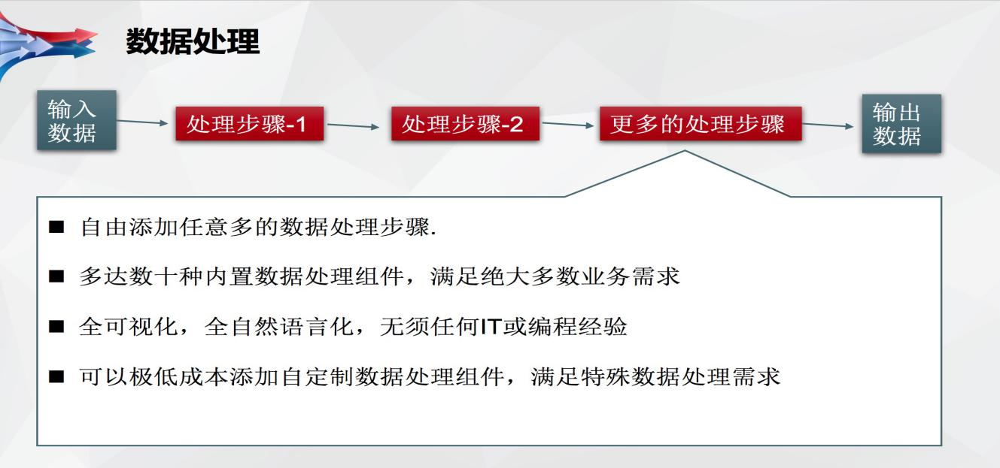 数据处理
输入
数据
处理步骤-1
处理步骤-2
更多的处理步骤
输出
数据
自由添加任意多的数据处理步骤.
多达数十种内置数据处理组件，满足绝大多数业务需求
全可视化，全自然语言化，无须任何IT或编程经验
可以极低成本添加自定制数据处理组件，满足特殊数据处理需求